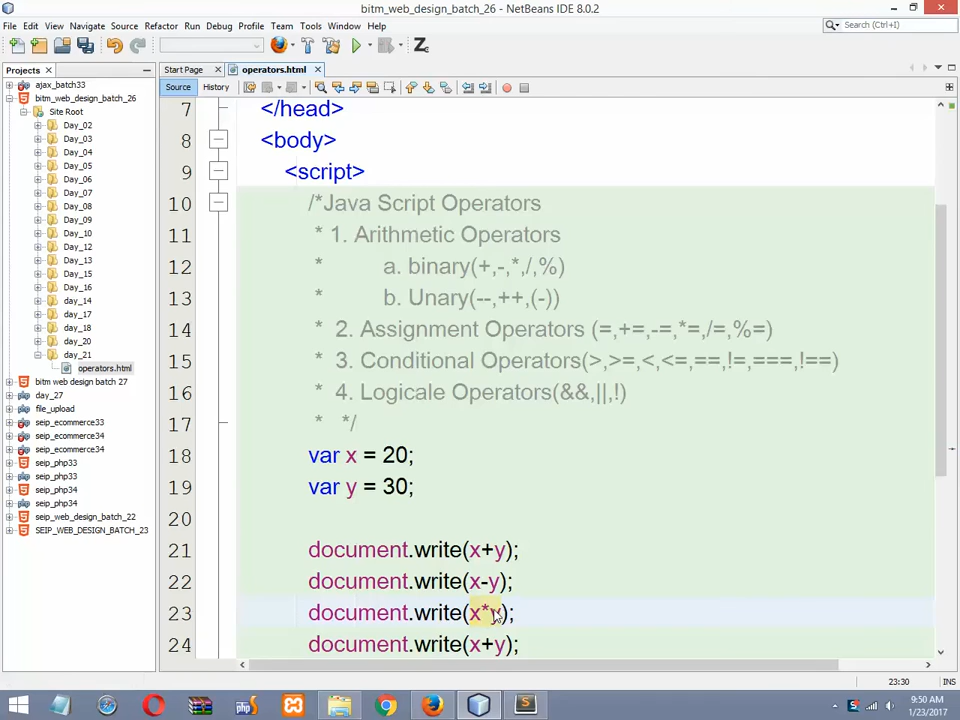 bitm_web_design_batch_26 - NetBeans IDE 8.0.2
File Edit View Navigate Source Refactor Run Debug Profile Team Tools Window Help
Search (Ctrl+I)
Projects
Start Page
operators.html
Source History
ajax_batch33
bitm_web_design_batch_26
Site Root
Day_02
Day_03
Day_04
Day_05
Day_06
Day_07
Day_08
Day_09
Day_10
Day_12
Day_13
Day_15
Day_16
day_14
day_17
day_18
day_20
day_21
operators.html
bitm web design batch 27
day_27
file_upload
seip_ecommerce33
seip_ecommerce34
seip_ecommerce34
seip_php33
seip_php33
seip_php34
seip_php34
seip_web_design_batch_22
SEIP_WEB_DESIGN_BATCH_23
7 </head>
8 <body>
9 <script>
10 /*Java Script Operators
11 * 1. Arithmetic Operators
12 * a. binary(+,-,*,/,%)
13 * b. Unary(--,++,(-))
14 * 2. Assignment Operators (=,+=,-=,*=,/=,%=)
15 * 3. Conditional Operators(>,>=,<,<=,==,!=,===,!==)
16 * 4. Logicale Operators(&&,||,!)
17 * */
18 var x = 20;
19 var y = 30;
20
21 document.write(x+y);
22 document.write(x-y);
23 document.write(x*y);
24 document.write(x+y);
23:30 INS
9:50 AM
1/23/2017